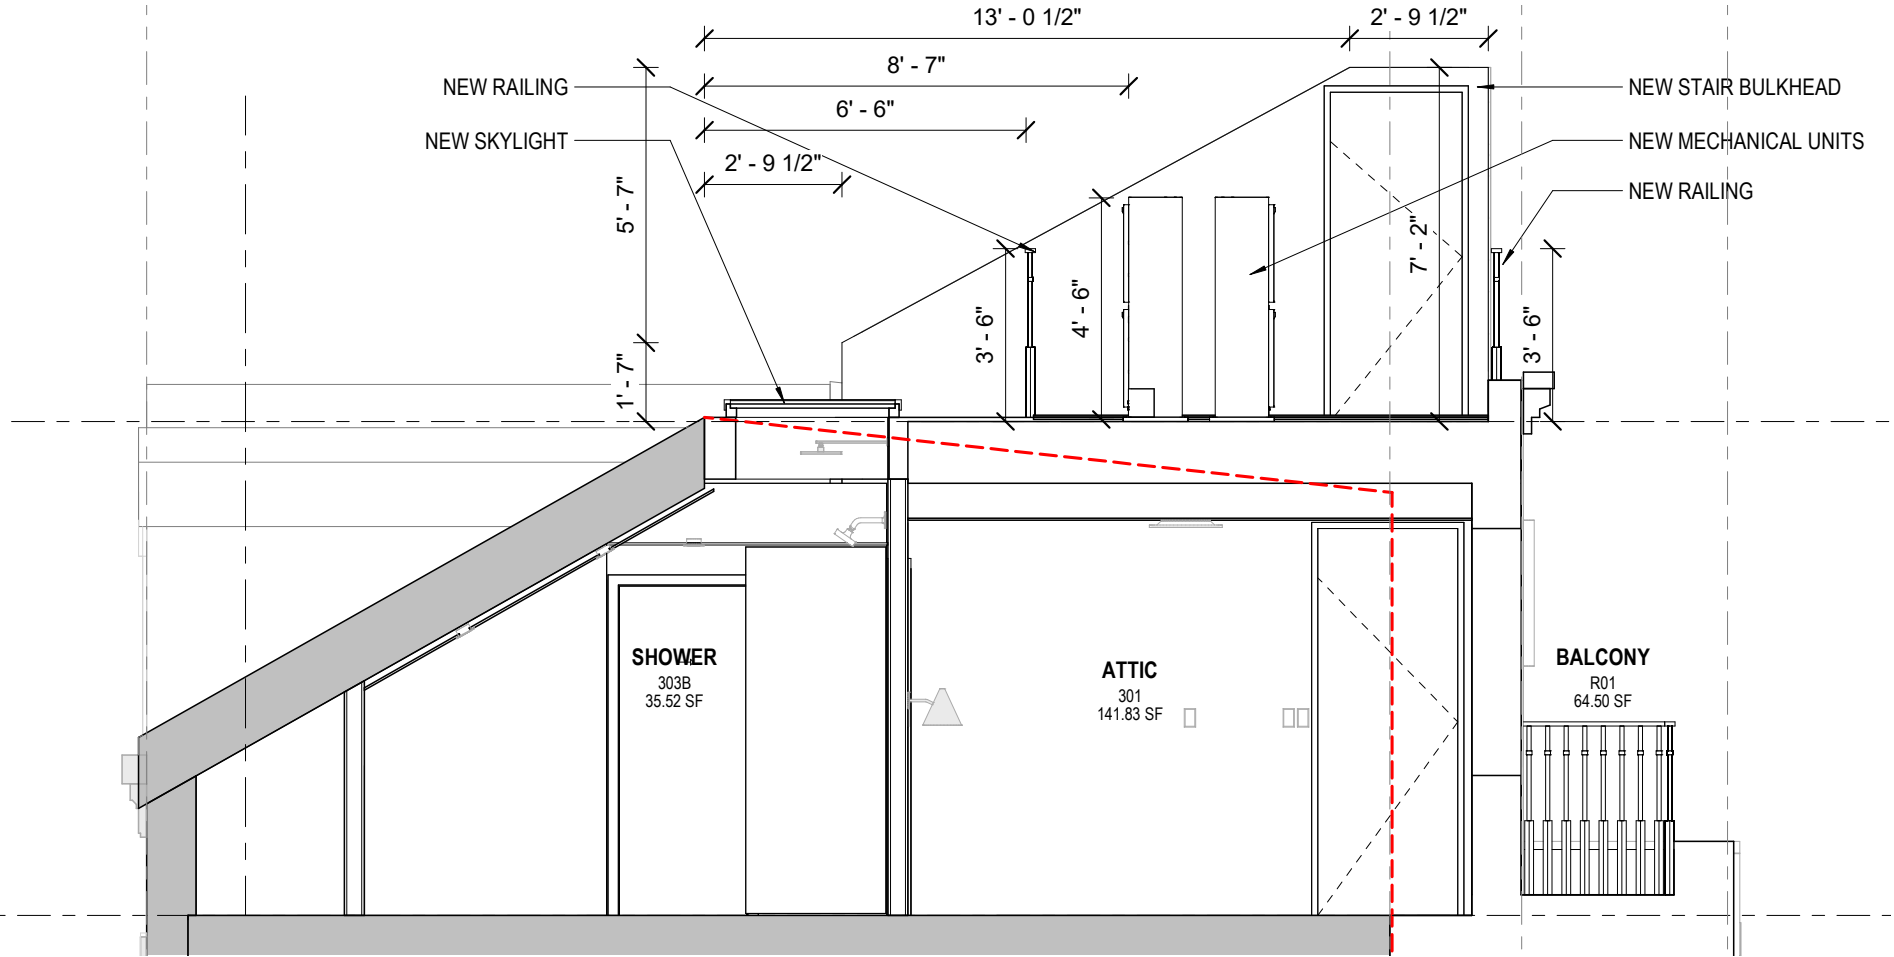 13' - 0 1/2"
2' - 9 1/2"
8' - 7"
NEW RAILING
NEW STAIR BULKHEAD
6' - 6"
NEW SKYLIGHT
NEW MECHANICAL UNITS
2' - 9 1/2"
NEW RAILING
5' - 7"
7' - 2"
4' - 6"
3' - 6"
3' - 6"
1' - 7"
SHOWER
303B
35.52 SF
ATTIC
301
141.83 SF
BALCONY
R01
64.50 SF